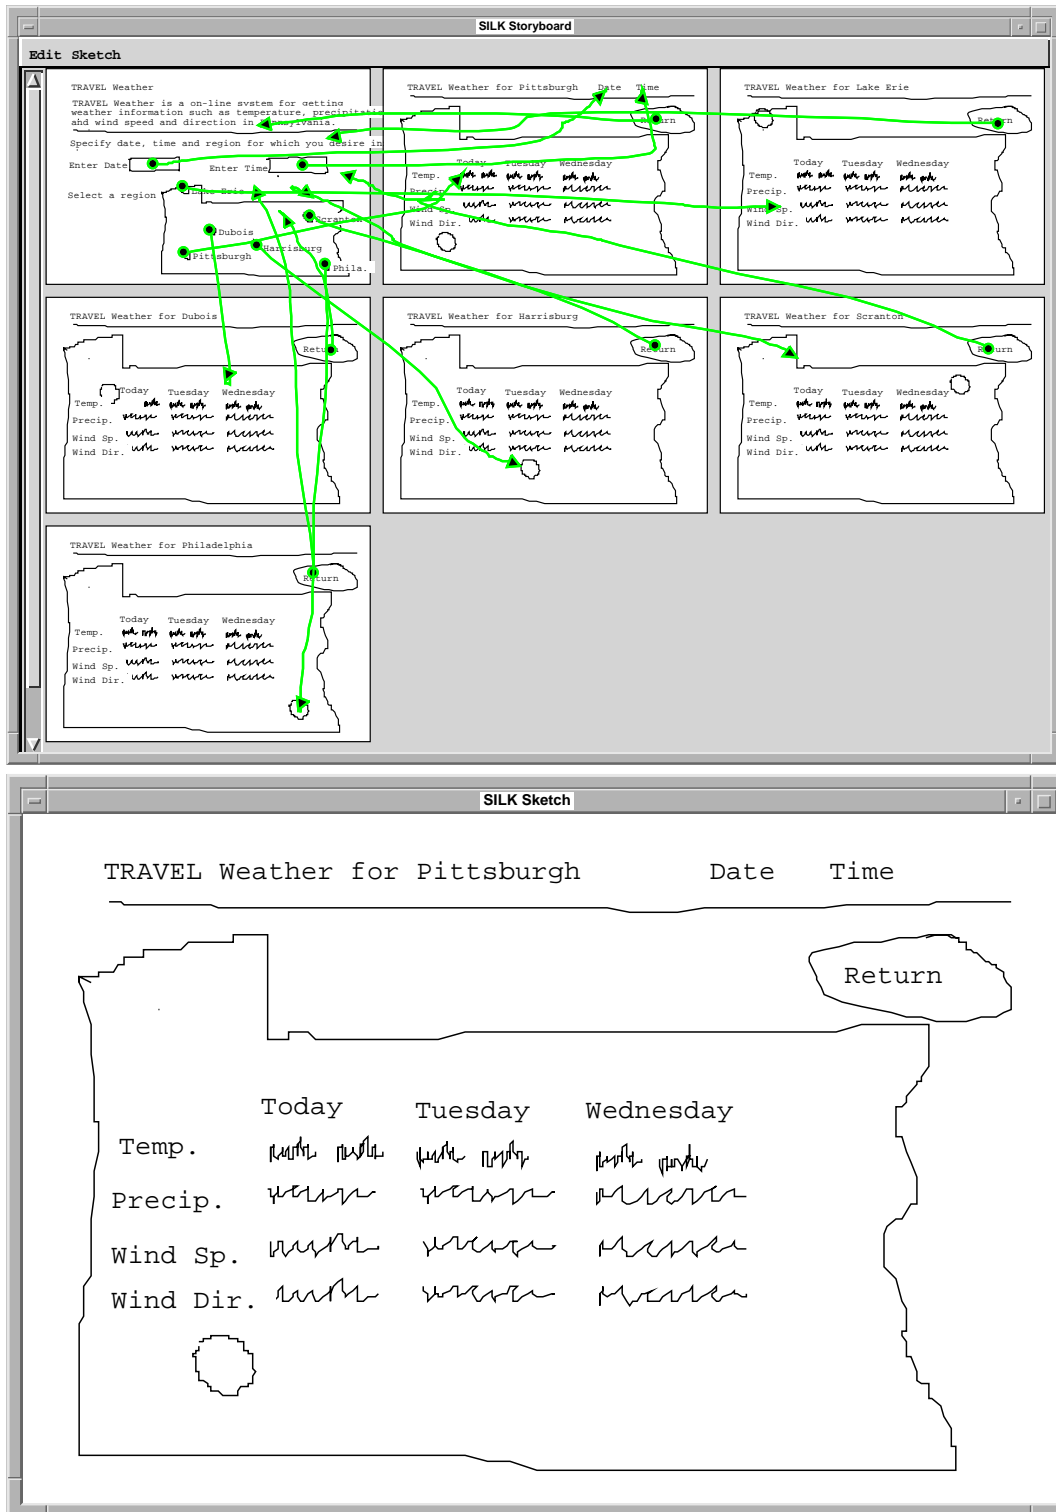 SILK Storyboard
Edit Sketch
TRAVEL Weather
TRAVEL Weather is a on-line system for getting
weather information such as temperature, precipitati
and wind speed and direction in Pennsylvania.
Specify date, time and region for which you desire in
Enter Date
Enter Time
Select a region
Lake Erie
Scranton
Dubois
Harrisburg
Pittsburgh
Phila.
TRAVEL Weather for Pittsburgh Date Time
Return
Today Tuesday Wednesday
Temp.
Precip.
Wind Sp.
Wind Dir.
TRAVEL Weather for Lake Erie
Return
Today Tuesday Wednesday
Temp.
Precip.
Wind Sp.
Wind Dir.
TRAVEL Weather for Dubois
Return
Today Tuesday Wednesday
Temp.
Precip.
Wind Sp.
Wind Dir.
TRAVEL Weather for Harrisburg
Return
Today Tuesday Wednesday
Temp.
Precip.
Wind Sp.
Wind Dir.
TRAVEL Weather for Scranton
Return
Today Tuesday Wednesday
Temp.
Precip.
Wind Sp.
Wind Dir.
TRAVEL Weather for Philadelphia
Return
Today Tuesday Wednesday
Temp.
Precip.
Wind Sp.
Wind Dir.
SILK Sketch
TRAVEL Weather for Pittsburgh Date Time
Return
Today Tuesday Wednesday
Temp.
Precip.
Wind Sp.
Wind Dir.